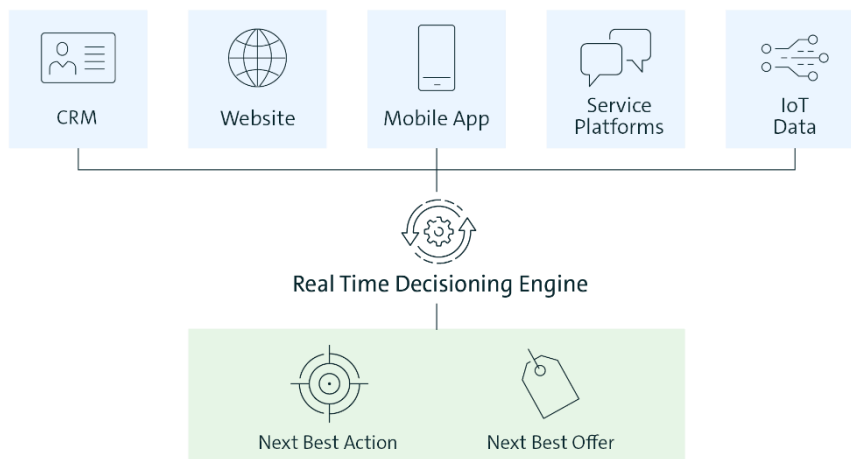 CRM
Website
Mobile App
Service
Platforms
IoT
Data
Real Time Decisioning Engine
Next Best Action
Next Best Offer